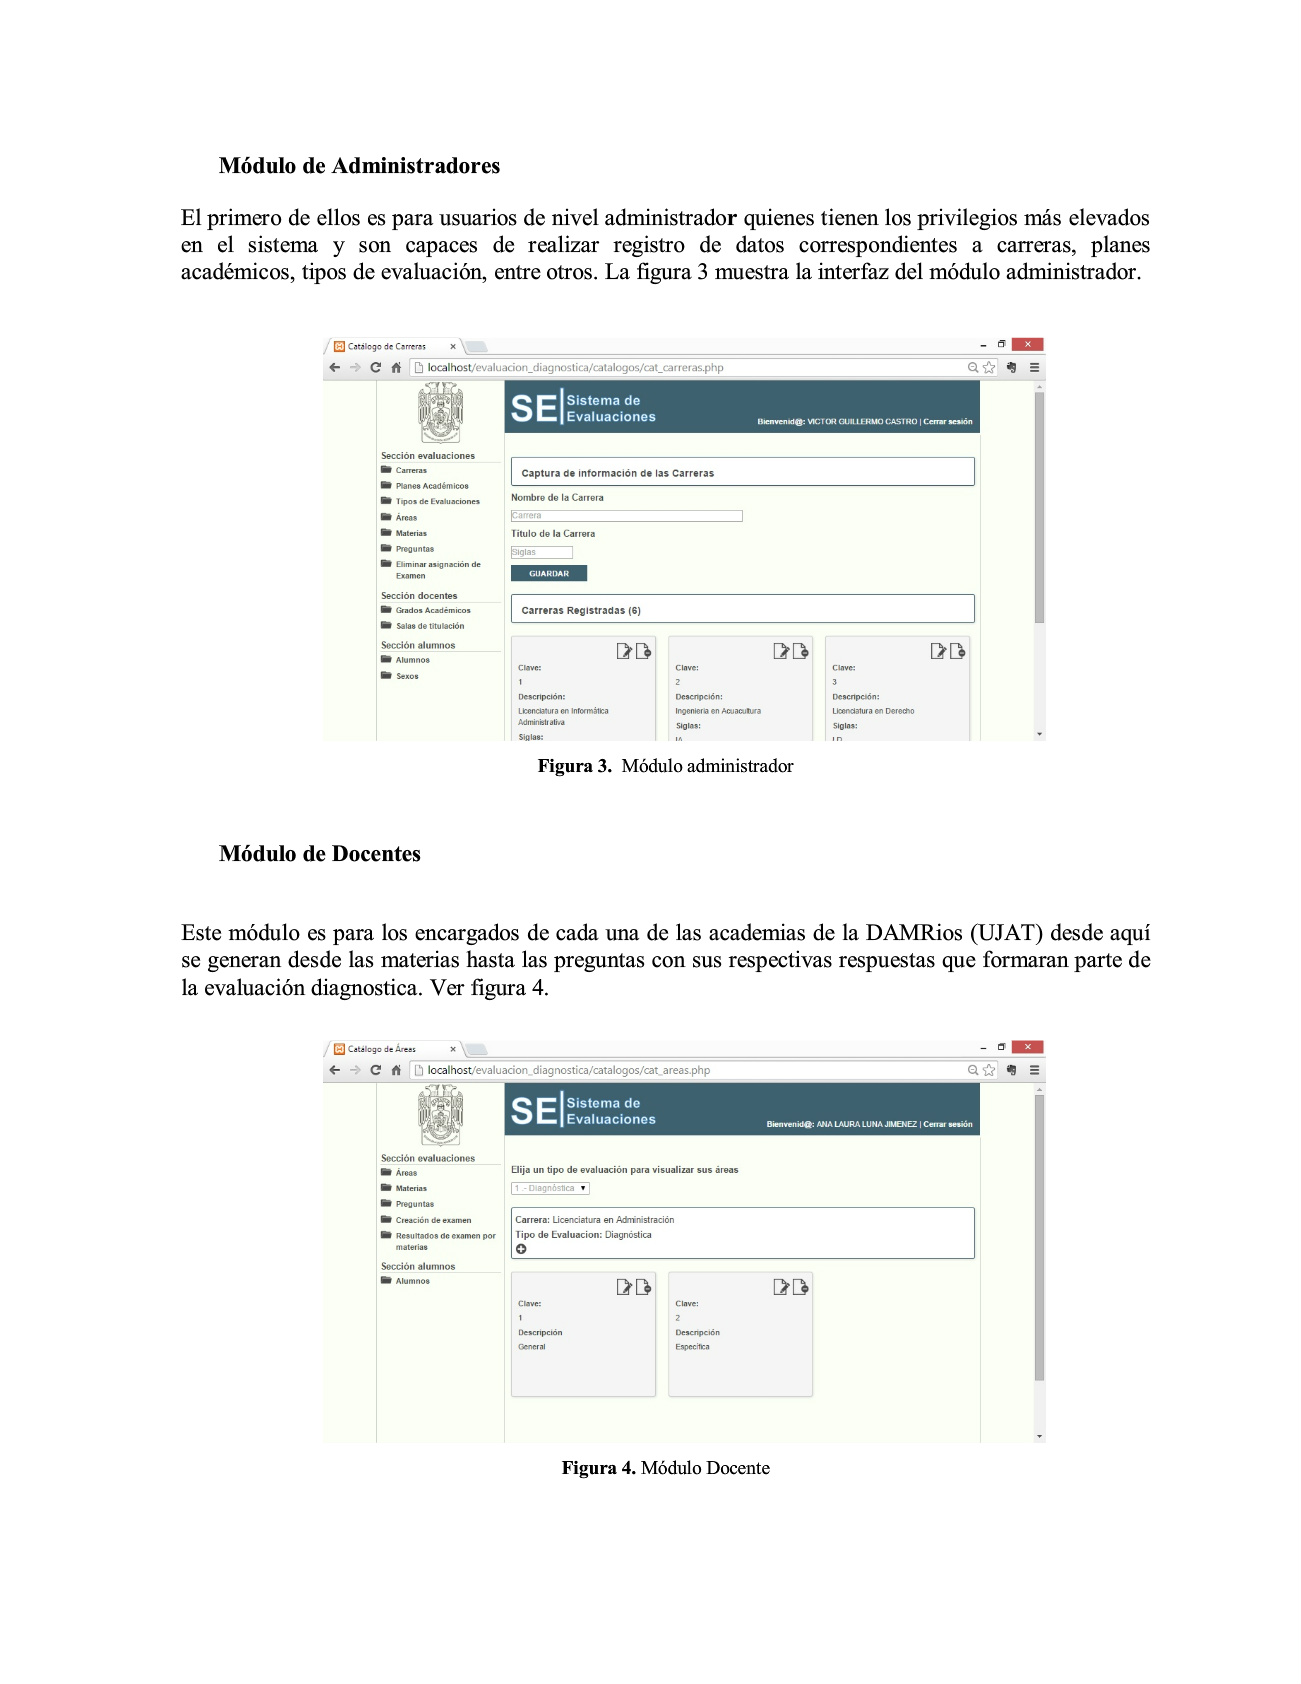 Módulo de Administradores
El primero de ellos es para usuarios de nivel administrador quienes tienen los privilegios más elevados
en el sistema y son capaces de realizar registro de datos correspondientes a carreras, planes
académicos, tipos de evaluación, entre otros. La figura 3 muestra la interfaz del módulo administrador.
Catálogo de Carreras
localhost/evaluacion_diagnostica/catalogos/cat_carreras.php
SE Sistema de
Evaluaciones
Bienvenid@: VICTOR GUILLERMO CASTRO | Cerrar sesión
Sección evaluaciones
Carreras
Planes Académicos
Tipos de Evaluaciones
Áreas
Materias
Preguntas
Eliminar asignación de
Examen
Sección docentes
Grados Académicos
Salas de titulación
Sección alumnos
Alumnos
Sexos
Captura de información de las Carreras
Nombre de la Carrera
Carrera
Titulo de la Carrera
Siglas
GUARDAR
Carreras Registradas (6)
Clave:
1
Descripción:
Licenciatura en Informática
Administrativa
Siglas:
Clave:
2
Descripción:
Ingenieria en Acuacultura
Siglas:
IA
Clave:
3
Descripción:
Licenciatura en Derecho
Siglas:
LD
Figura 3. Módulo administrador
Módulo de Docentes
Este módulo es para los encargados de cada una de las academias de la DAMRios (UJAT) desde aquí
se generan desde las materias hasta las preguntas con sus respectivas respuestas que formaran parte de
la evaluación diagnostica. Ver figura 4.
Catálogo de Áreas
localhost/evaluacion_diagnostica/catalogos/cat_areas.php
SE Sistema de
Evaluaciones
Bienvenid@: ANA LAURA LUNA JIMENEZ | Cerrar sesión
Sección evaluaciones
Áreas
Materias
Preguntas
Creación de examen
Resultados de examen por
materias
Sección alumnos
Alumnos
Elija un tipo de evaluación para visualizar sus áreas
1 .- Diagnóstica
Carrera: Licenciatura en Administración
Tipo de Evaluacion: Diagnóstica
Clave:
1
Descripción
General
Clave:
2
Descripción
Específica
Figura 4. Módulo Docente